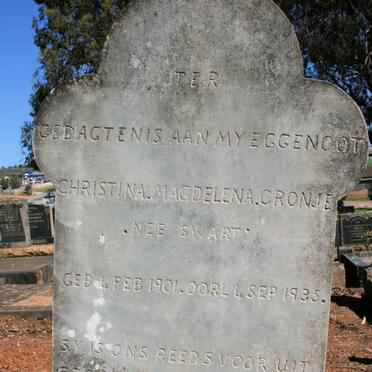 TER
GEDAGTENIS AAN MY EGGENOOT
CHRISTINA. MAGDELENA. CRONJE
. NEE SWART.
GEB 4 FEB 1901. OORL 4 SEP 1935.
SY IS ONS REEDS VOOR UIT